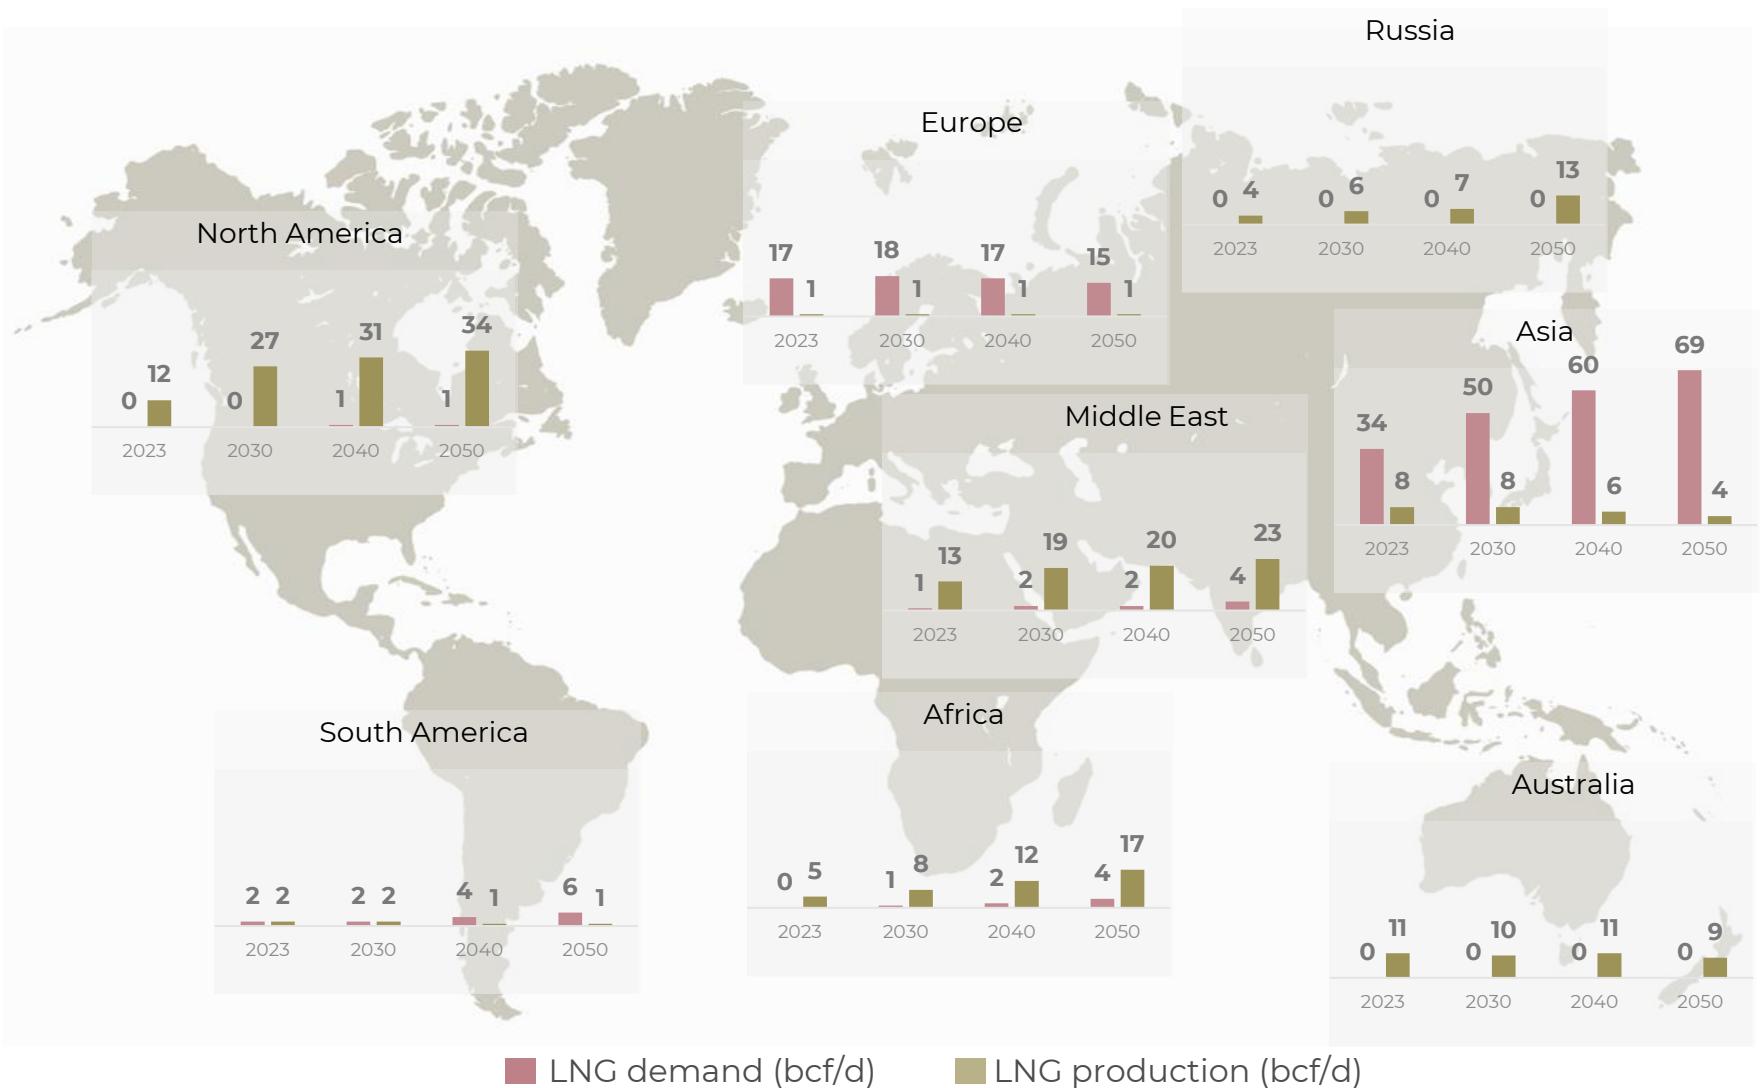 Russia
0 4 0 6 0 7 0 13
2023 2030 2040 2050
Europe
17 1 18 1 17 1 15 1
2023 2030 2040 2050
North America
0 12 0 27 1 31 1 34
2023 2030 2040 2050
Asia
34 8 50 8 60 6 69 4
2023 2030 2040 2050
Middle East
1 13 2 19 2 20 4 23
2023 2030 2040 2050
South America
2 2 2 2 4 1 6 1
2023 2030 2040 2050
Africa
0 5 1 8 2 12 4 17
2023 2030 2040 2050
Australia
0 11 0 10 0 11 0 9
2023 2030 2040 2050
LNG demand (bcf/d) LNG production (bcf/d)